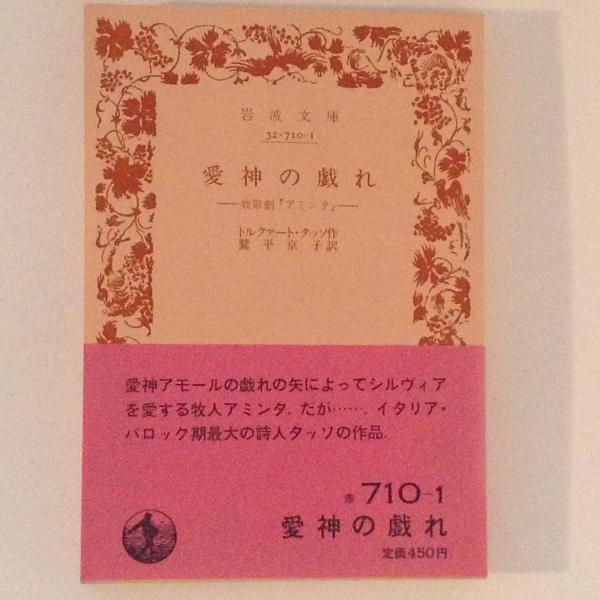 岩波文庫
32-710-1
愛神の戯れ
—牧歌劇『アミンタ』—
トルクァート・タッソ作
鷲平京子訳
愛神アモールの戯れの矢によってシルヴィア
を愛する牧人アミンタ．だが……．イタリア・
バロック期最大の詩人タッソの作品．
赤 710-1
愛神の戯れ
定価450円